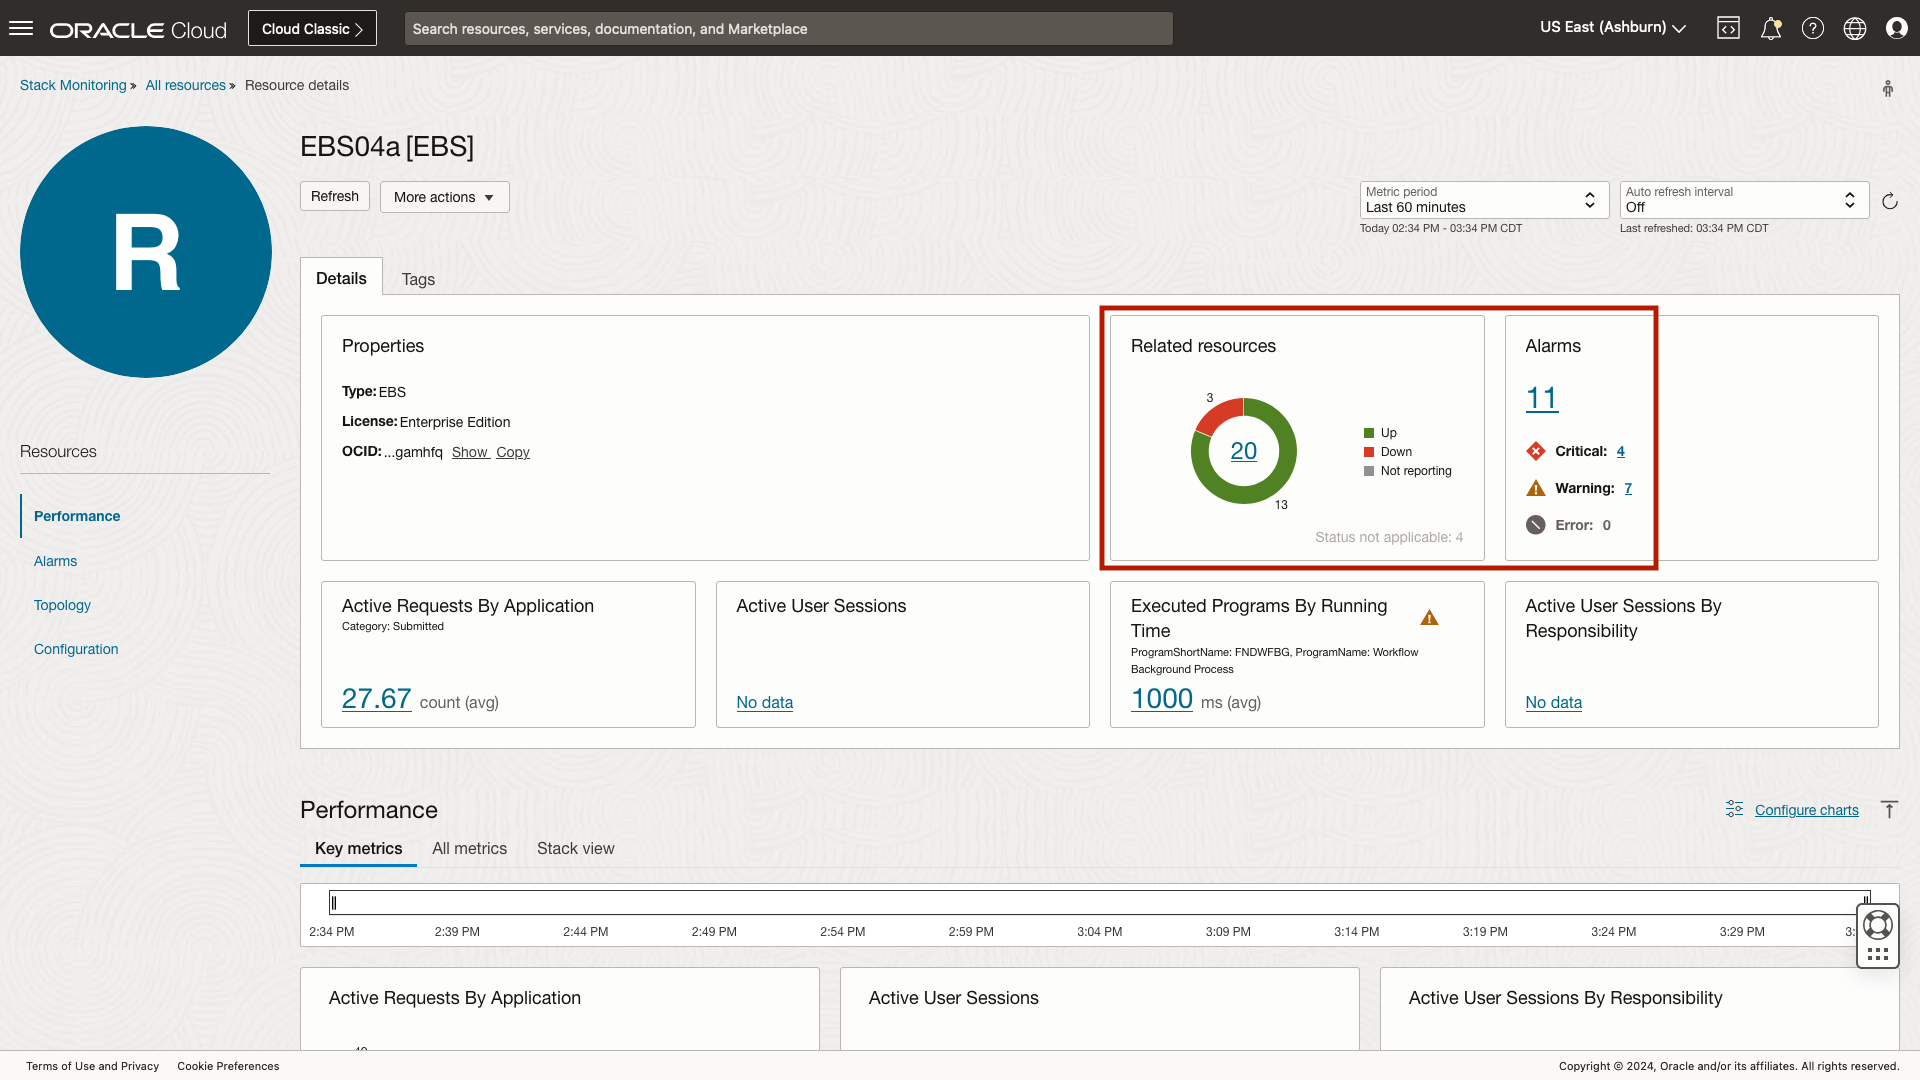 ORACLE Cloud
Cloud Classic
Search resources, services, documentation, and Marketplace
US East (Ashburn)
Stack Monitoring » All resources » Resource details
R
EBS04a [EBS]
Refresh
More actions
Metric period
Last 60 minutes
Today 02:34 PM - 03:34 PM CDT
Auto refresh interval
Off
Last refreshed: 03:34 PM CDT
Resources
Performance
Alarms
Topology
Configuration
Details
Tags
Properties
Type: EBS
License: Enterprise Edition
OCID: ...gamhfq Show Copy
Related resources
3
20
13
Up
Down
Not reporting
Status not applicable: 4
Alarms
11
Critical: 4
Warning: 7
Error: 0
Active Requests By Application
Category: Submitted
27.67 count (avg)
Active User Sessions
No data
Executed Programs By Running
Time
ProgramShortName: FNDWFBG, ProgramName: Workflow
Background Process
1000 ms (avg)
Active User Sessions By
Responsibility
No data
Performance
Configure charts
Key metrics
All metrics
Stack view
2:34 PM 2:39 PM 2:44 PM 2:49 PM 2:54 PM 2:59 PM 3:04 PM 3:09 PM 3:14 PM 3:19 PM 3:24 PM 3:29 PM 3:
Active Requests By Application
Active User Sessions
Active User Sessions By Responsibility
Terms of Use and Privacy
Cookie Preferences
Copyright © 2024, Oracle and/or its affiliates. All rights reserved.